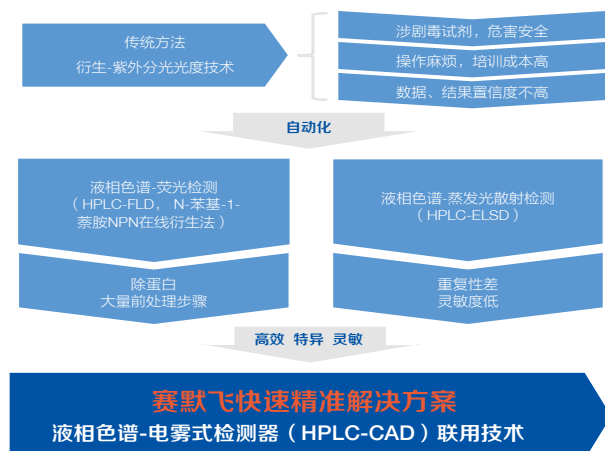 传统方法
衍生-紫外分光光度技术
涉剧毒试剂，危害安全
操作麻烦，培训成本高
数据、结果置信度不高
自动化
液相色谱-荧光检测
（HPLC-FLD， N-苯基-1-
萘胺NPN在线衍生法）
液相色谱-蒸发光散射检测
（HPLC-ELSD）
除蛋白
大量前处理步骤
重复性差
灵敏度低
高效 特异 灵敏
赛默飞快速精准解决方案
液相色谱-电雾式检测器（HPLC-CAD）联用技术